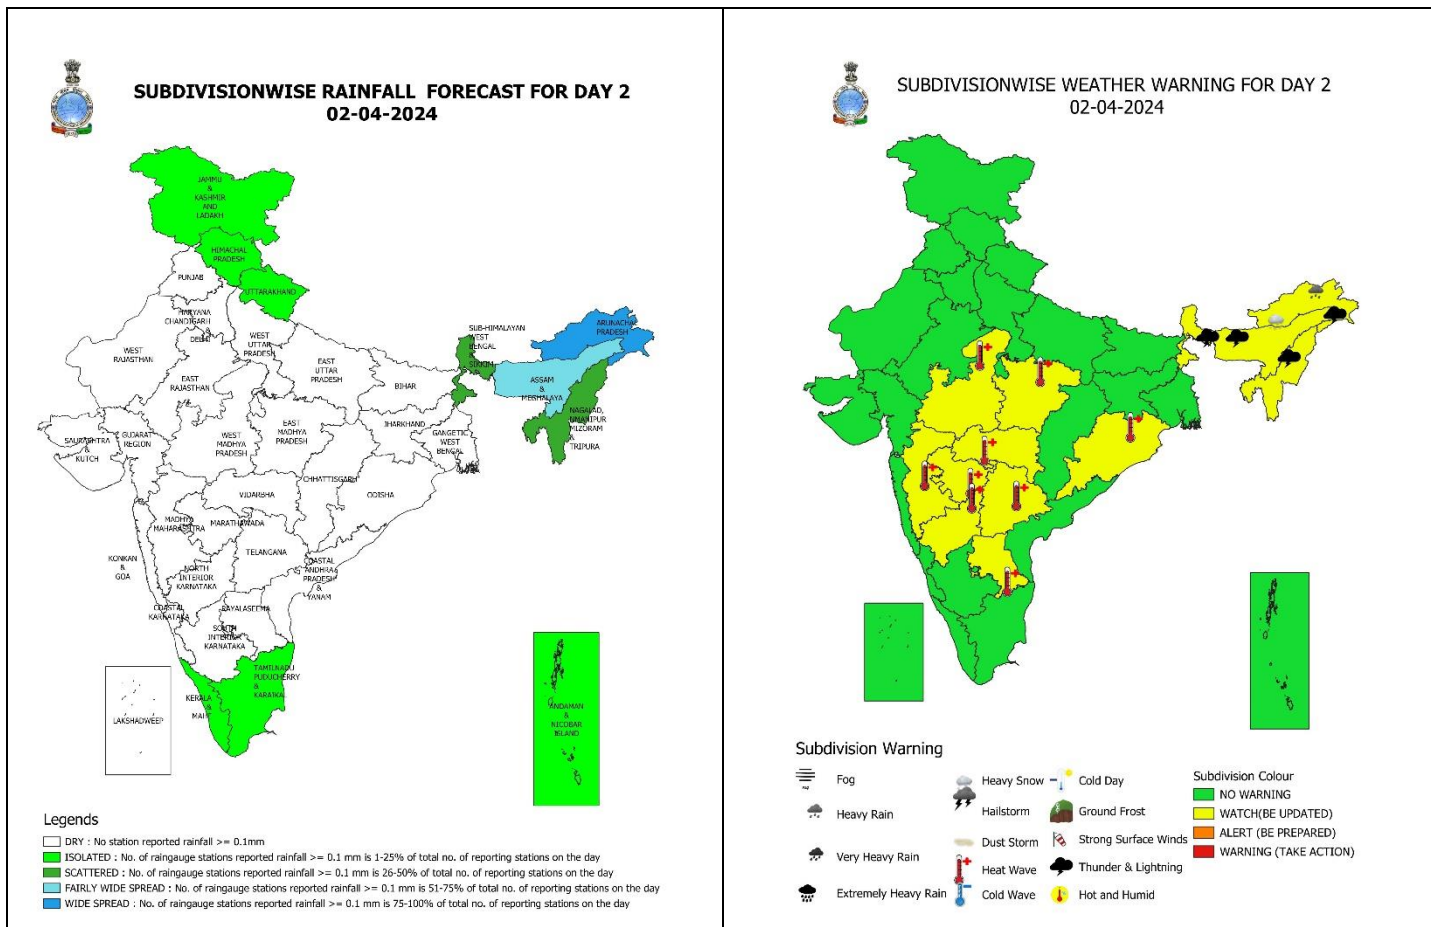 SUBDIVISIONWISE RAINFALL FORECAST FOR DAY 2
02-04-2024
JAMMU
&
KASHMIR
AND
LADAKH
HIMACHAL
PRADESH
PUNJAB
UTTARAKHAND
HARYANA
CHANDIGARH
&
DELHI
WEST
UTTAR
PRADESH
WEST
RAJASTHAN
EAST
RAJASTHAN
EAST
UTTAR
PRADESH
BIHAR
SUB-HIMALAYAN
WEST
BENGAL
&
SIKKIM
ARUNACHAL
PRADESH
ASSAM
&
MEGHALAYA
NAGALAD,
MANIPUR
MIZORAM
&
TRIPURA
SAURASHTRA
&
KUTCH
GUJARAT
REGION
WEST
MADHYA
PRADESH
EAST
MADHYA
PRADESH
JHARKHAND
GANGETIC
WEST
BENGAL
CHHATTISGARH
ODISHA
VIDARBHA
MADHYA
MAHARASHTRA
MARATHAWADA
TELANGANA
KONKAN
&
GOA
NORTH
INTERIOR
KARNATAKA
COASTAL
ANDHRA
PRADESH
&
YANAM
COASTAL
KARNATAKA
RAYALASEEMA
SOUTH
INTERIOR
KARNATAKA
TAMILNADU
PUDUCHERRY
&
KARAIKAL
KERALA
&
MAHE
LAKSHADWEEP
ANDAMAN
&
NICOBAR
ISLAND
Legends
DRY : No station reported rainfall >= 0.1mm
ISOLATED : No. of raingauge stations reported rainfall >= 0.1 mm is 1-25% of total no. of reporting stations on the day
SCATTERED : No. of raingauge stations reported rainfall >= 0.1 mm is 26-50% of total no. of reporting stations on the day
FAIRLY WIDE SPREAD : No. of raingauge stations reported rainfall >= 0.1 mm is 51-75% of total no. of reporting stations on the day
WIDE SPREAD : No. of raingauge stations reported rainfall >= 0.1 mm is 75-100% of total no. of reporting stations on the day
SUBDIVISIONWISE WEATHER WARNING FOR DAY 2
02-04-2024
Subdivision Warning
Fog
Heavy Rain
Very Heavy Rain
Extremely Heavy Rain
Heavy Snow
Hailstorm
Dust Storm
Heat Wave
Cold Wave
Cold Day
Ground Frost
Strong Surface Winds
Thunder & Lightning
Hot and Humid
Subdivision Colour
NO WARNING
WATCH(BE UPDATED)
ALERT (BE PREPARED)
WARNING (TAKE ACTION)